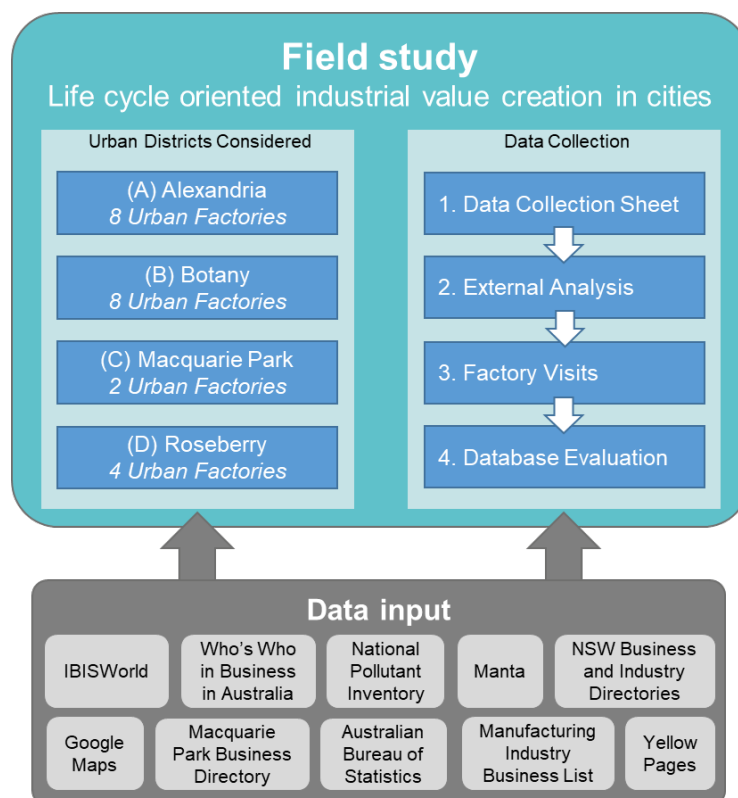 Field study
Life cycle oriented industrial value creation in cities
Urban Districts Considered
(A) Alexandria
8 Urban Factories
(B) Botany
8 Urban Factories
(C) Macquarie Park
2 Urban Factories
(D) Roseberry
4 Urban Factories
Data Collection
1. Data Collection Sheet
2. External Analysis
3. Factory Visits
4. Database Evaluation
Data input
IBISWorld
Who's Who
in Business
in Australia
National
Pollutant
Inventory
Manta
NSW Business
and Industry
Directories
Google
Maps
Macquarie
Park Business
Directory
Australian
Bureau of
Statistics
Manufacturing
Industry
Business List
Yellow
Pages